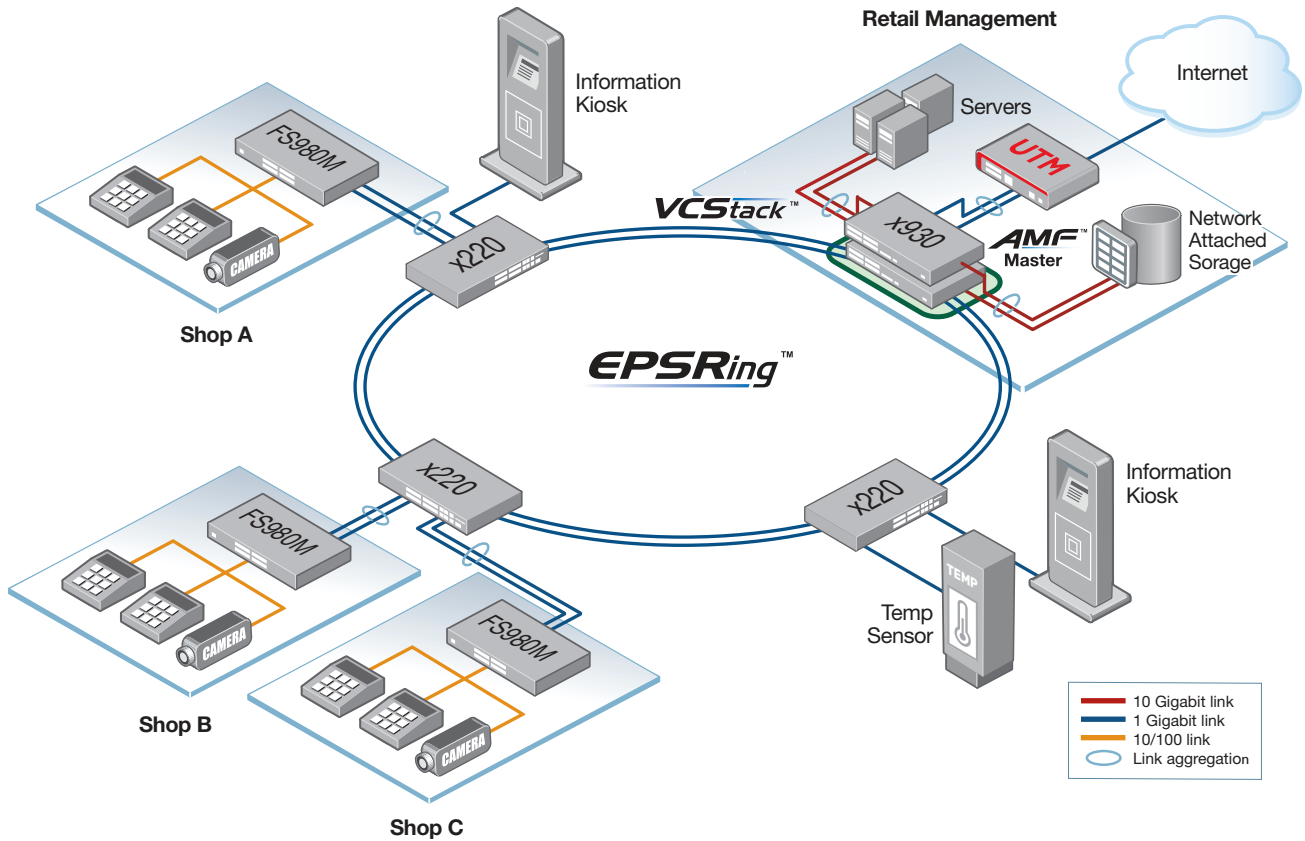 Retail Management
Internet
Information
Kiosk
Servers
FS980M
UTM
VCStack™
x930
AMF™
Master
Network
Attached
Sorage
x220
CAMERA
Shop A
EPSRing™
x220
x220
Information
Kiosk
FS980M
TEMP
Temp
Sensor
CAMERA
FS980M
Shop B
CAMERA
Shop C
10 Gigabit link
1 Gigabit link
10/100 link
Link aggregation